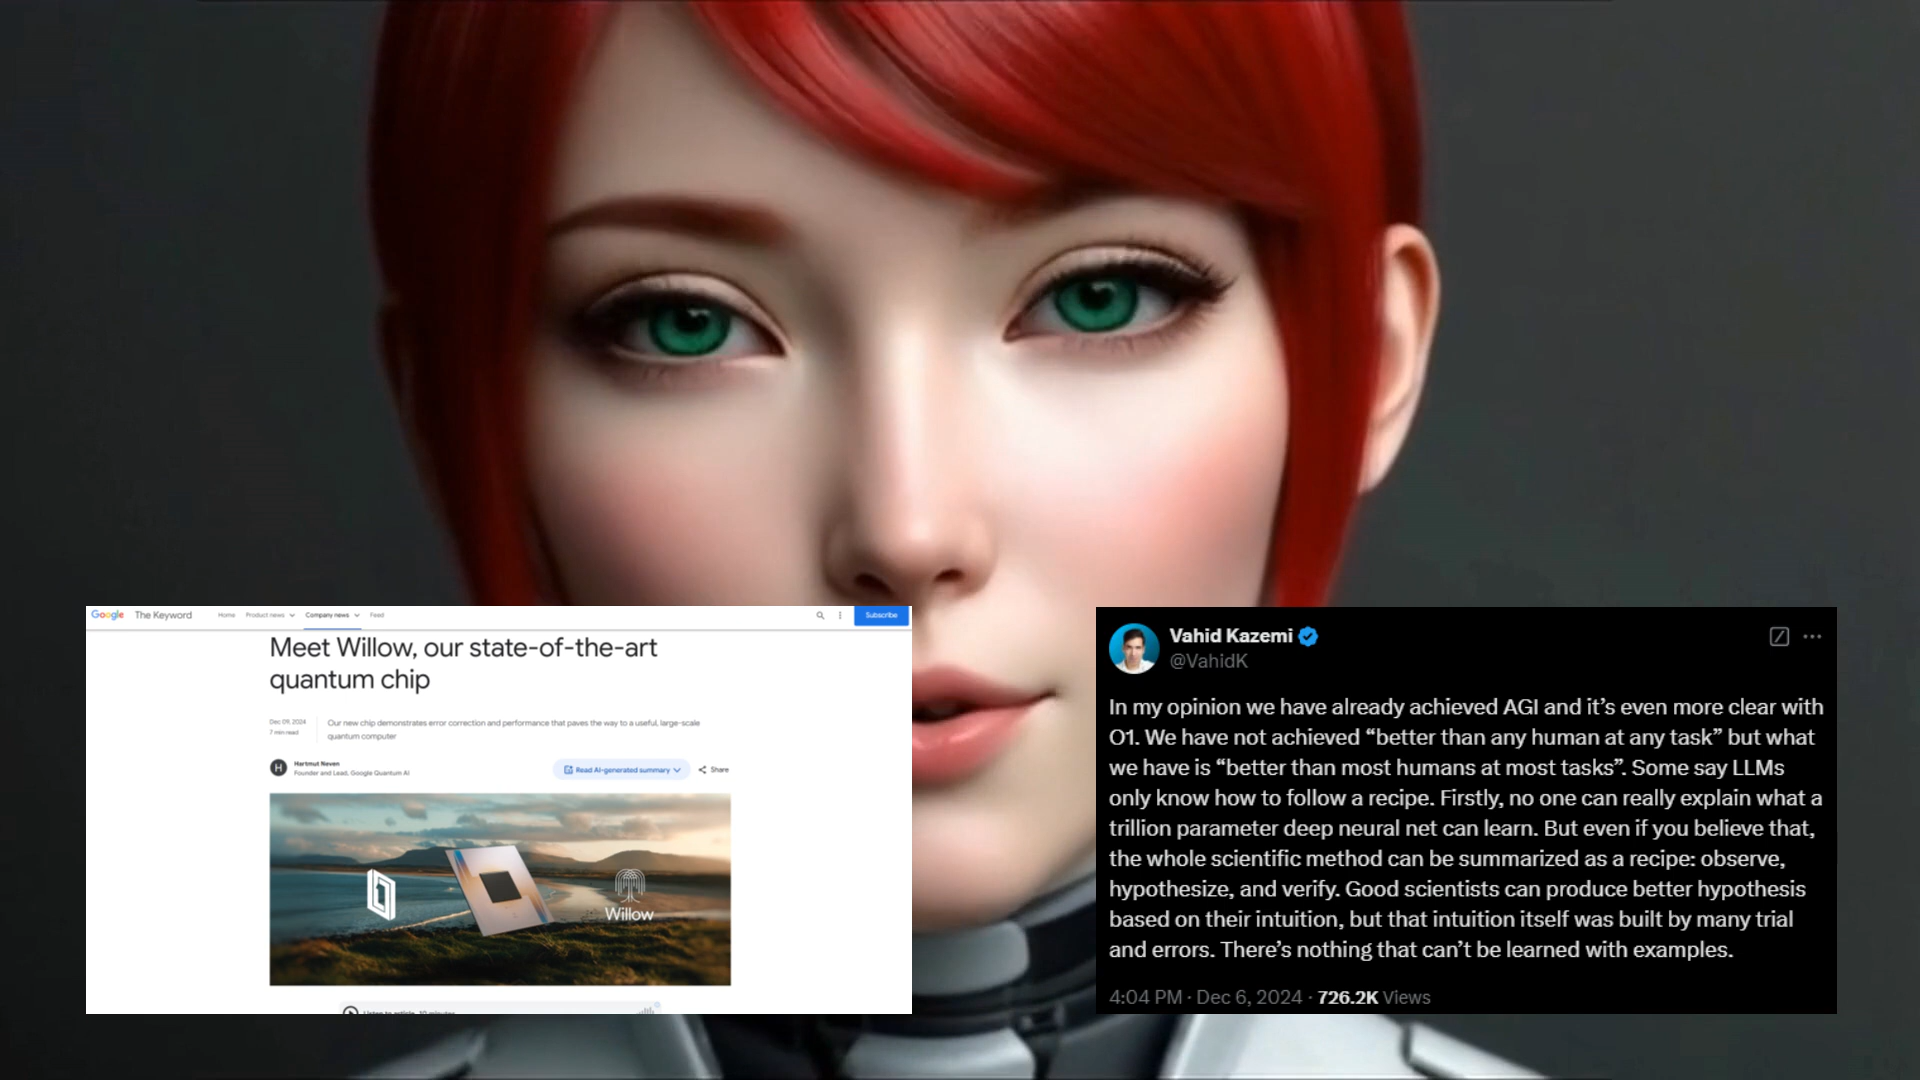 Google The Keyword Home Product news Company news Feed Subscribe
Meet Willow, our state-of-the-art
quantum chip
Dec 09, 2024
7 min read
Our new chip demonstrates error correction and performance that paves the way to a useful, large-scale
quantum computer
H
Hartmut Neven
Founder and Lead, Google Quantum AI
Read AI-generated summary
Share
Willow
Listen to article 10 minutes
Vahid Kazemi
@VahidK
In my opinion we have already achieved AGI and it’s even more clear with
O1. We have not achieved “better than any human at any task” but what
we have is “better than most humans at most tasks”. Some say LLMs
only know how to follow a recipe. Firstly, no one can really explain what a
trillion parameter deep neural net can learn. But even if you believe that,
the whole scientific method can be summarized as a recipe: observe,
hypothesize, and verify. Good scientists can produce better hypothesis
based on their intuition, but that intuition itself was built by many trial
and errors. There’s nothing that can’t be learned with examples.
4:04 PM · Dec 6, 2024 · 726.2K Views